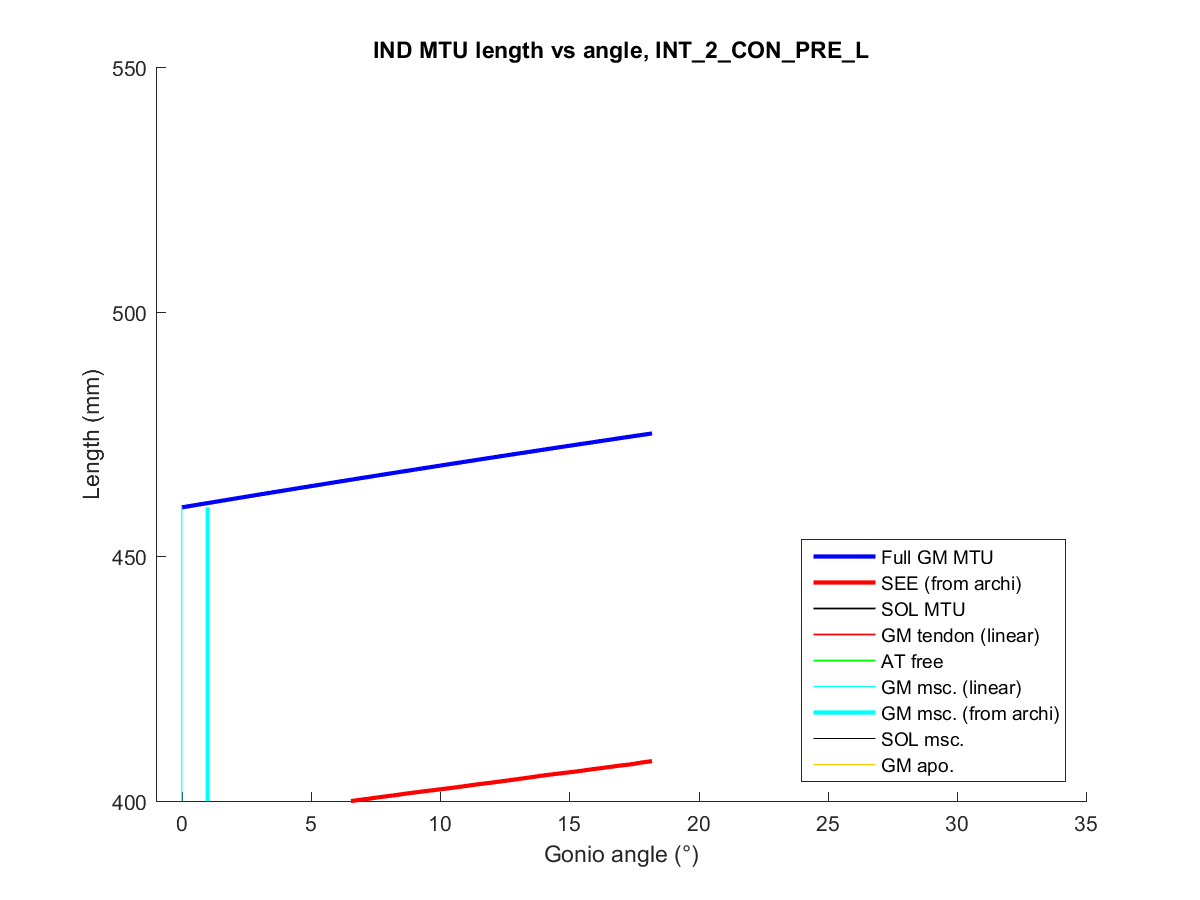 IND MTU length vs angle, INT_2_CON_PRE_L
550
500
450
400
Length (mm)
0 5 10 15 20 25 30 35
Gonio angle (°)
Full GM MTU
SEE (from archi)
SOL MTU
GM tendon (linear)
AT free
GM msc. (linear)
GM msc. (from archi)
SOL msc.
GM apo.